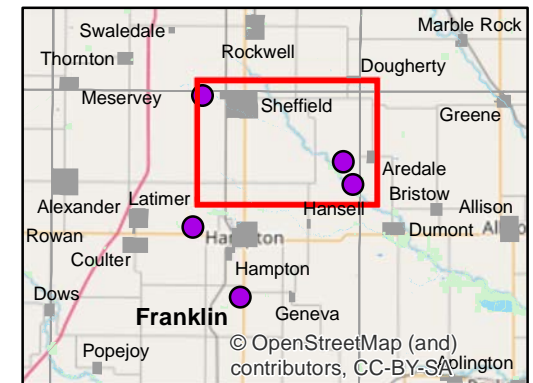 Swaledale
Marble Rock
Rockwell
Thornton
Dougherty
Meservey
Sheffield
Greene
Aredale
Alexander
Latimer
Bristow
Allison
Hansell
Rowan
Dumont
Coulter
Hampton
Dows
Franklin
Geneva
Popejoy
© OpenStreetMap (and)
contributors, CC-BY-SA